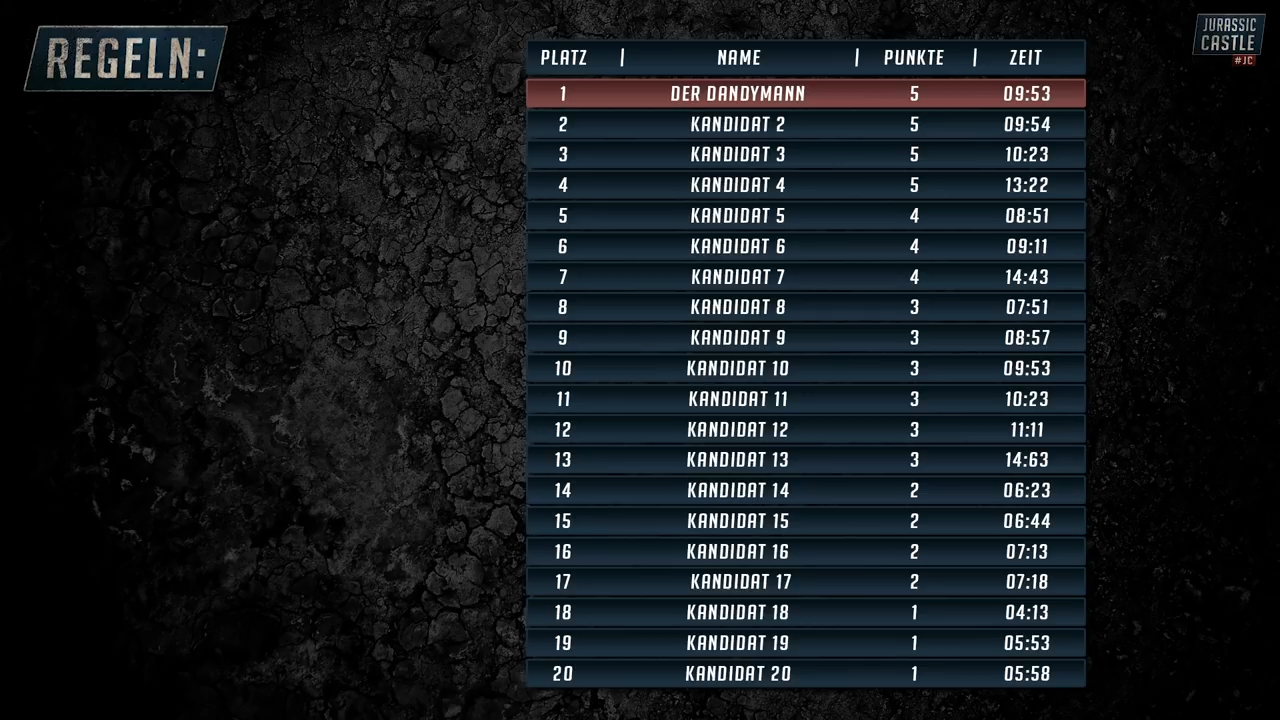 REGELN:
JURASSIC
CASTLE
#JC
PLATZ | NAME | PUNKTE | ZEIT
1 DER DANDYMANN 5 09:53
2 KANDIDAT 2 5 09:54
3 KANDIDAT 3 5 10:23
4 KANDIDAT 4 5 13:22
5 KANDIDAT 5 4 08:51
6 KANDIDAT 6 4 09:11
7 KANDIDAT 7 4 14:43
8 KANDIDAT 8 3 07:51
9 KANDIDAT 9 3 08:57
10 KANDIDAT 10 3 09:53
11 KANDIDAT 11 3 10:23
12 KANDIDAT 12 3 11:11
13 KANDIDAT 13 3 14:63
14 KANDIDAT 14 2 06:23
15 KANDIDAT 15 2 06:44
16 KANDIDAT 16 2 07:13
17 KANDIDAT 17 2 07:18
18 KANDIDAT 18 1 04:13
19 KANDIDAT 19 1 05:53
20 KANDIDAT 20 1 05:58